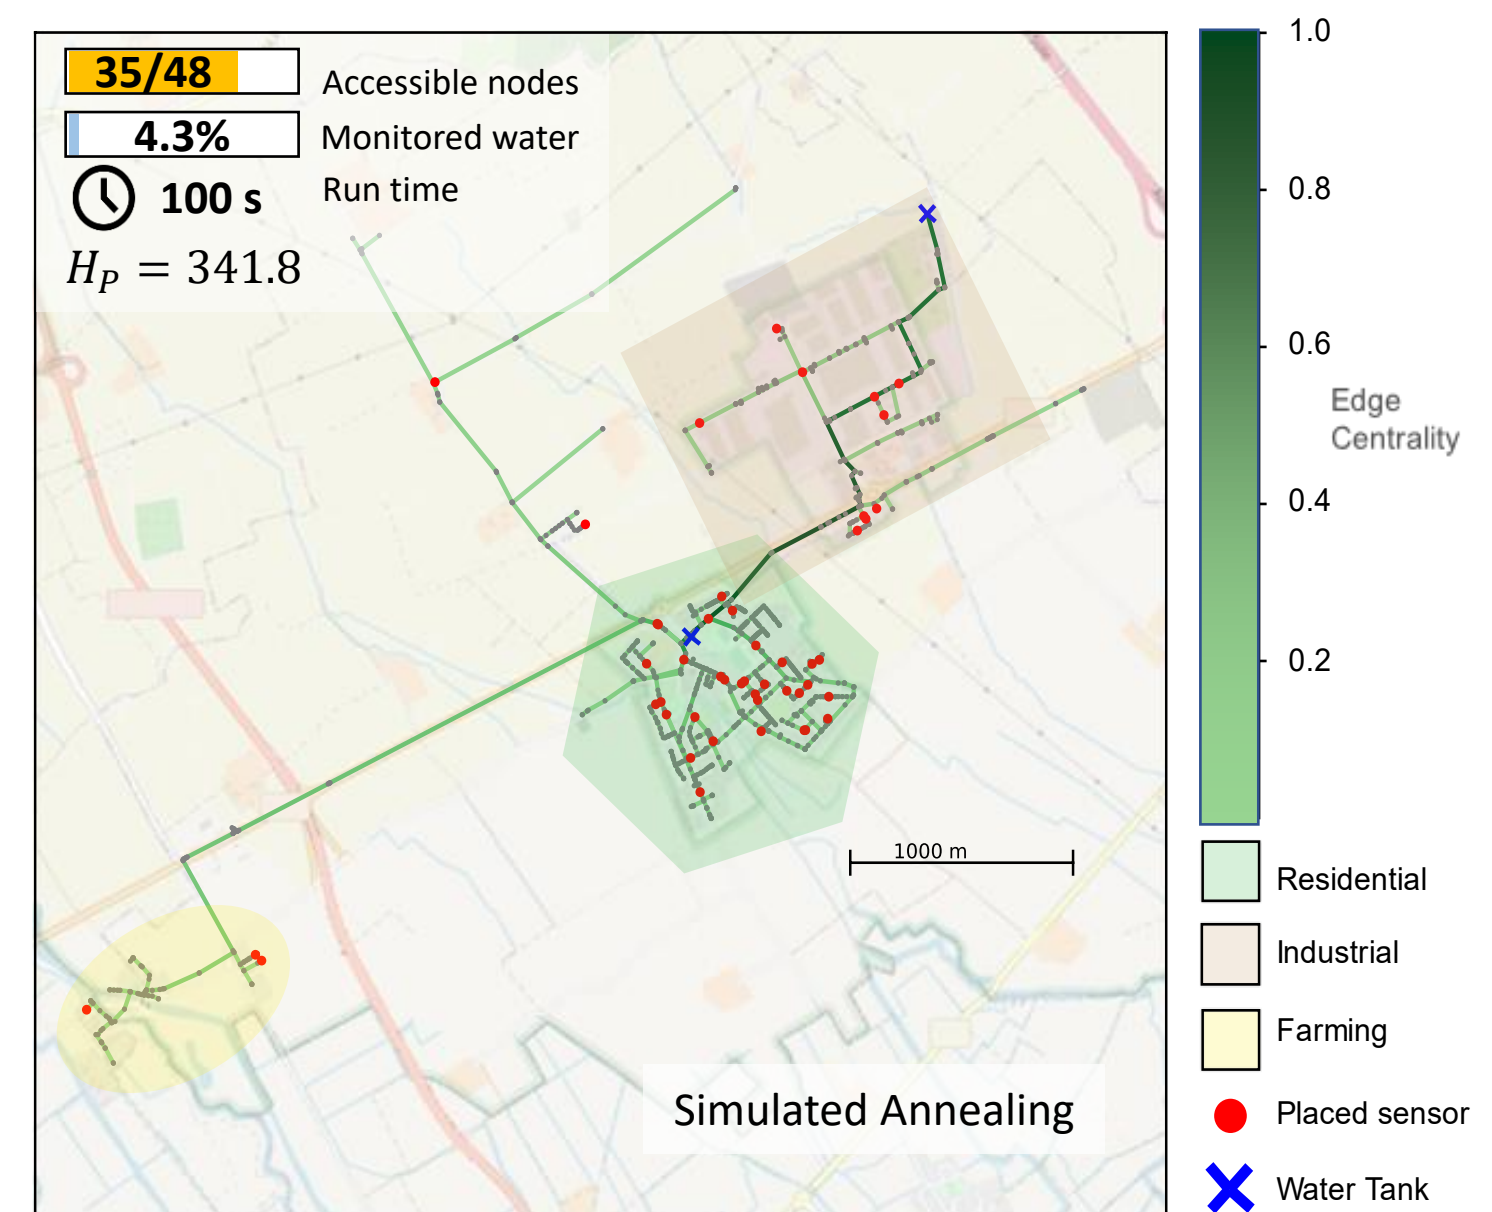 35/48
Accessible nodes
4.3%
Monitored water
100 s
Run time
H_P = 341.8
1000 m
Simulated Annealing
1.0
0.8
0.6
Edge
Centrality
0.4
0.2
Residential
Industrial
Farming
Placed sensor
Water Tank